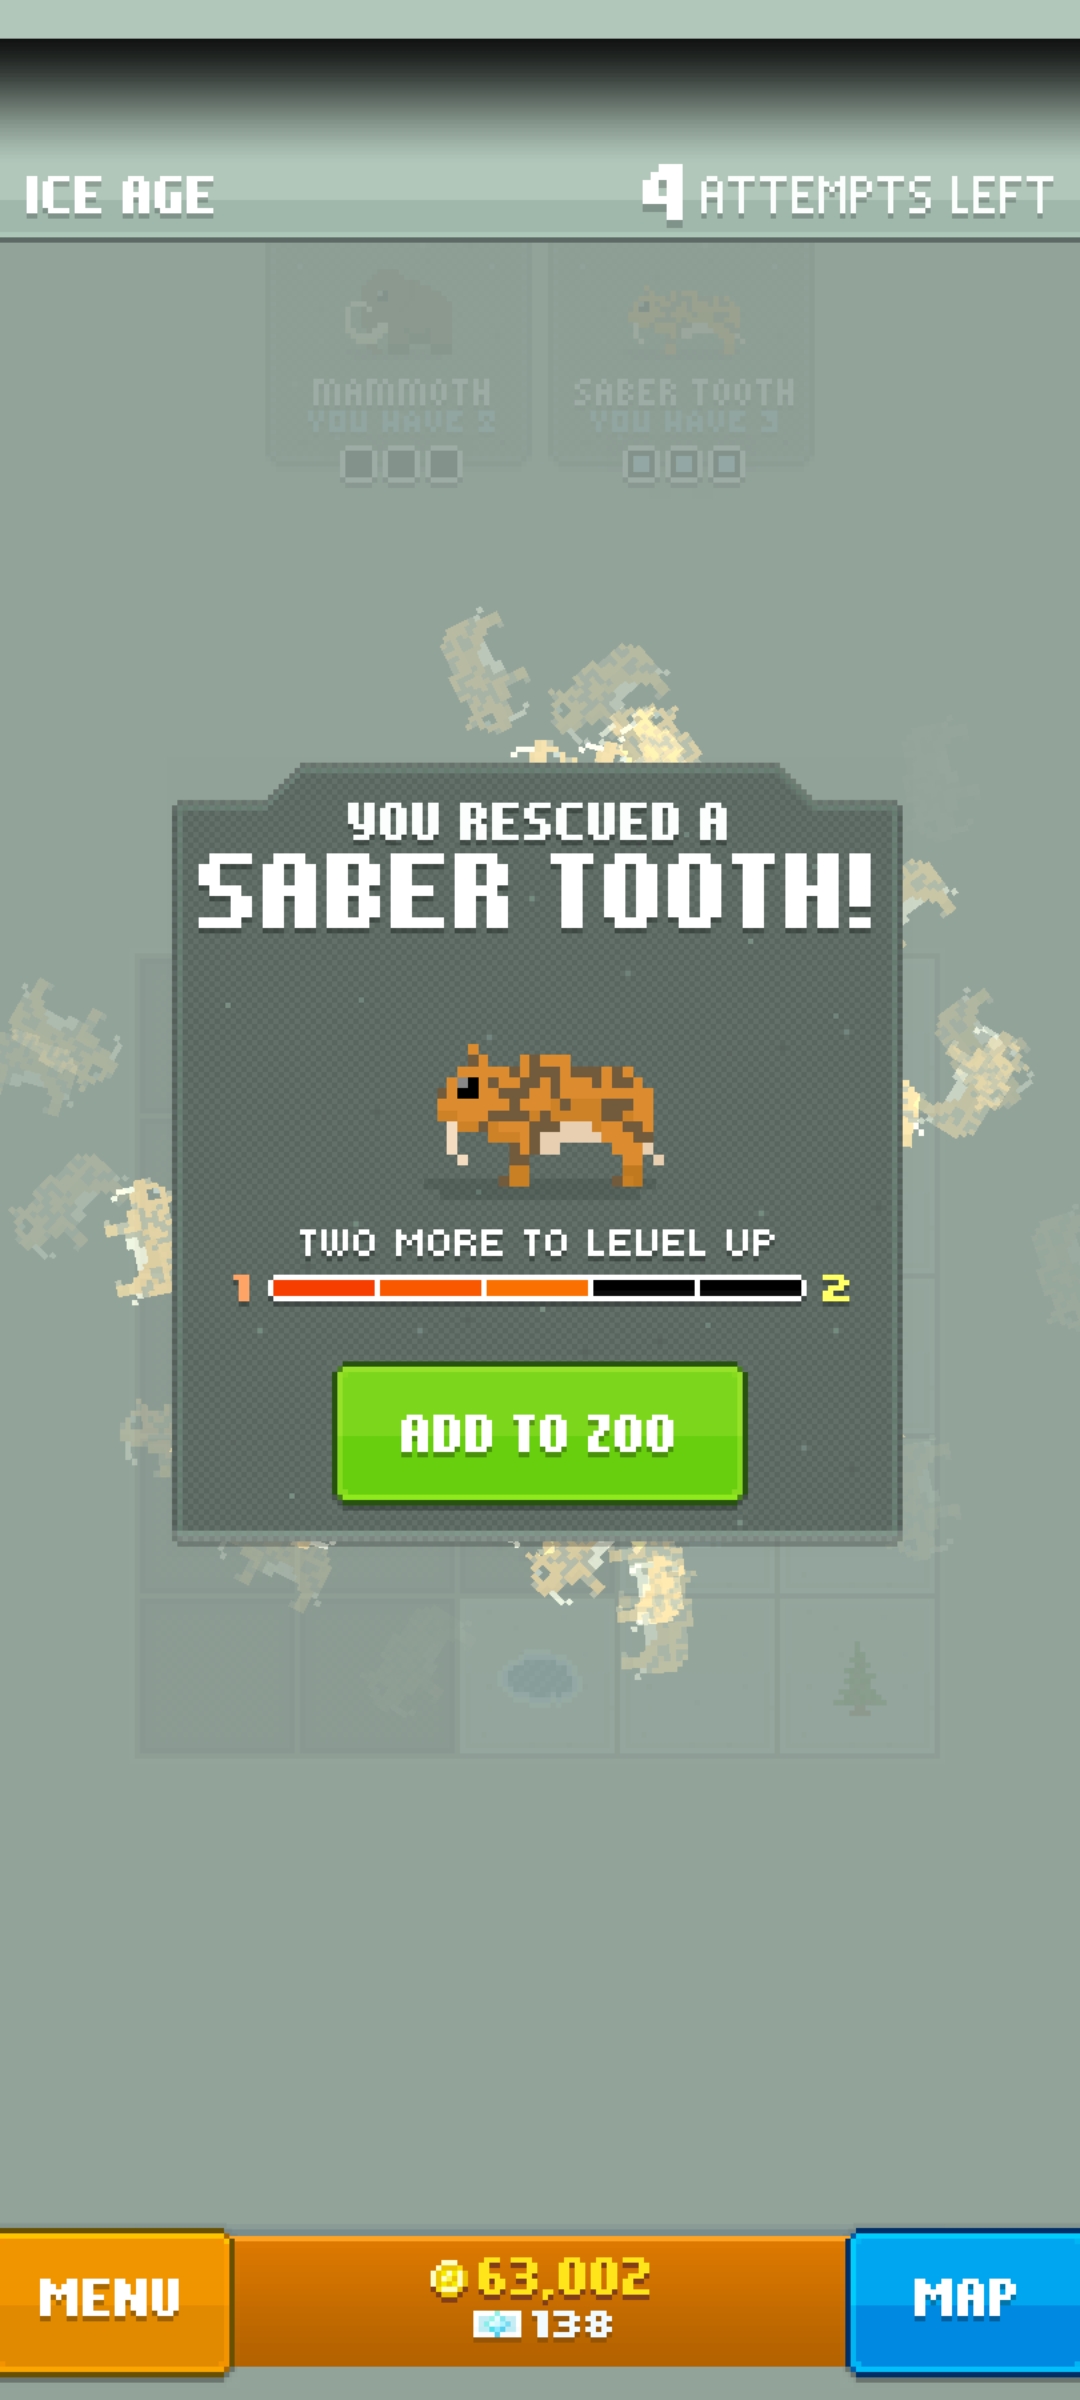 ICE AGE
4 ATTEMPTS LEFT
MAMMOTH
YOU HAVE 2
SABER TOOTH
YOU HAVE 3
YOU RESCUED A
SABER TOOTH!
TWO MORE TO LEVEL UP
1 2
ADD TO ZOO
MENU
63,002
138
MAP